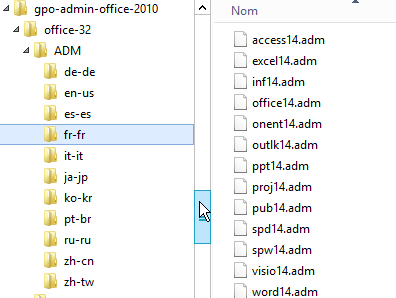 gpo-admin-office-2010
office-32
ADM
de-de
en-us
es-es
fr-fr
it-it
ja-jp
ko-kr
pt-br
ru-ru
zh-cn
zh-tw
Nom
access14.adm
excel14.adm
inf14.adm
office14.adm
onent14.adm
outlk14.adm
ppt14.adm
proj14.adm
pub14.adm
spd14.adm
spw14.adm
visio14.adm
word14.adm